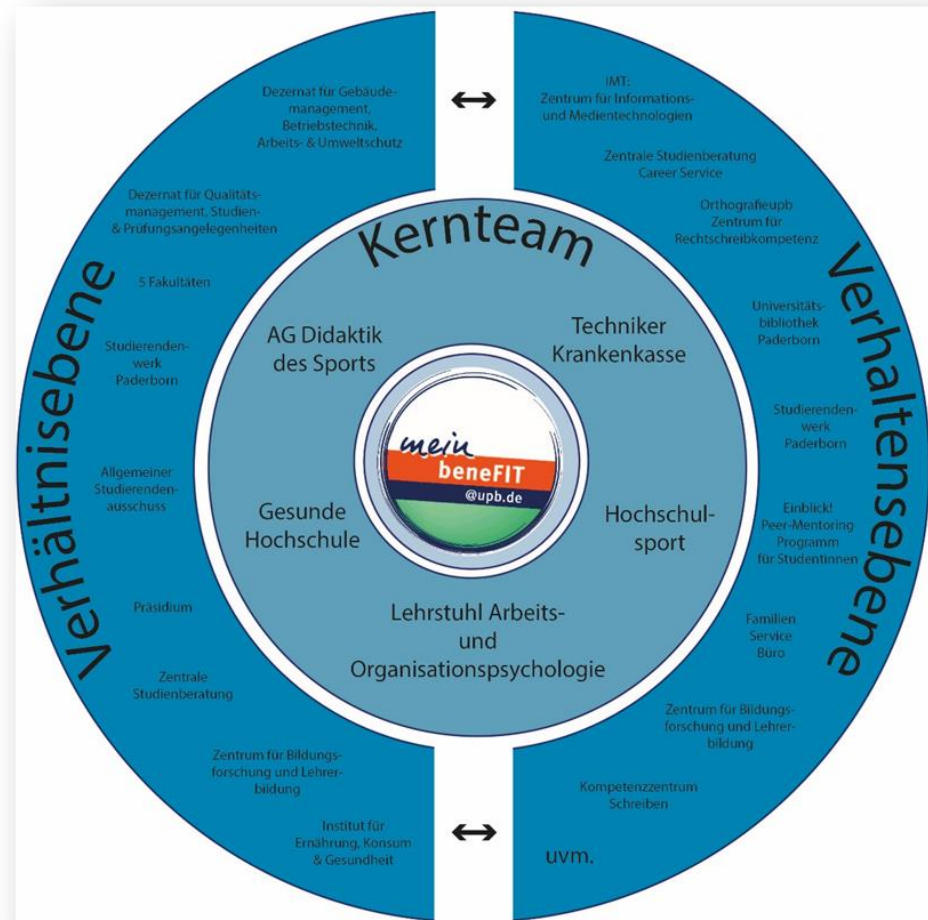 Dezernat für Gebäude-
management,
Betriebstechnik,
Arbeits- & Umweltschutz
Dezernat für Qualitäts-
management, Studien-
& Prüfungsangelegenheiten
5 Fakultäten
Studierenden-
werk
Paderborn
Allgemeiner
Studierenden-
ausschuss
Präsidium
Zentrale
Studienberatung
Zentrum für Bildungs-
forschung und Lehrer-
bildung
Institut für
Ernährung, Konsum
& Gesundheit
Verhältnisebene
Kernteam
AG Didaktik
des Sports
Techniker
Krankenkasse
mein
beneFIT
@upb.de
Gesunde
Hochschule
Hochschul-
sport
Lehrstuhl Arbeits-
und
Organisationspsychologie
IMT:
Zentrum für Informations-
und Medientechnologien
Zentrale Studienberatung
Career Service
Orthografieupb
Zentrum für
Rechtschreibkompetenz
Universitäts-
bibliothek
Paderborn
Studierenden-
werk
Paderborn
Einblick!
Peer-Mentoring
Programm
für Studentinnen
Familien
Service
Büro
Zentrum für Bildungs-
forschung und Lehrer-
bildung
Kompetenzzentrum
Schreiben
uvm.
Verhaltensebene